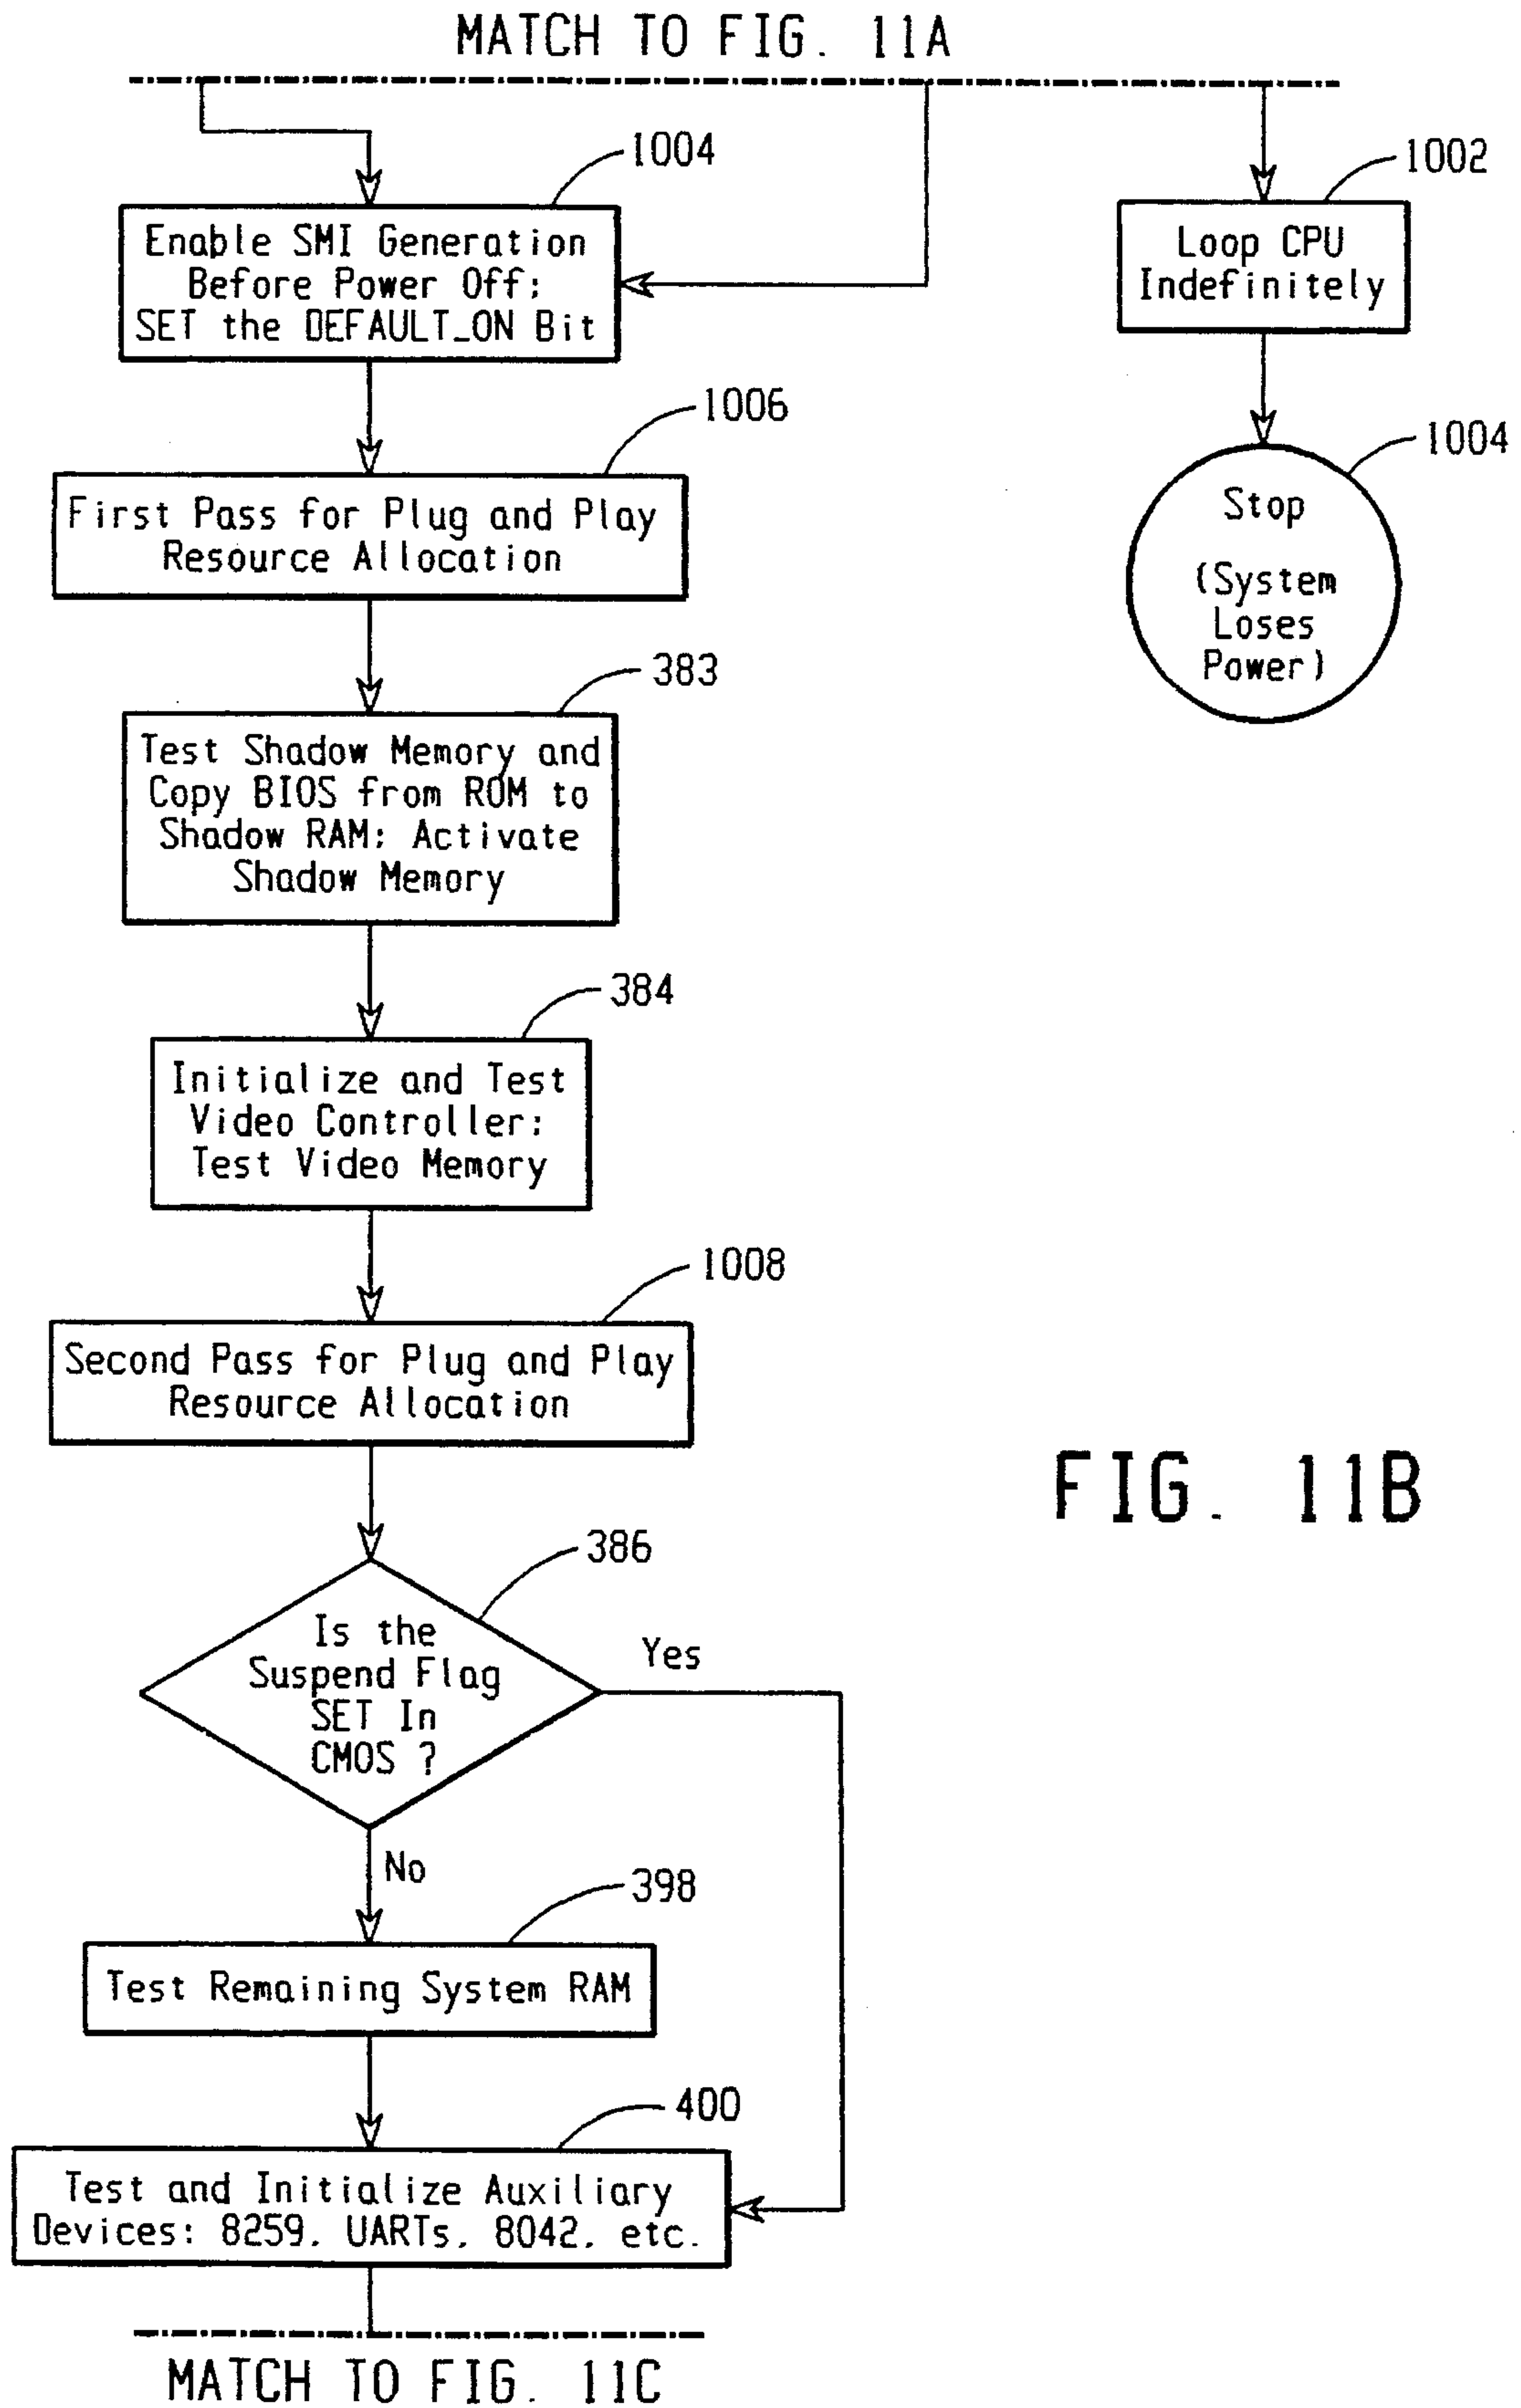 MATCH TO FIG. 11A
1004
Enable SMI Generation
Before Power Off;
SET the DEFAULT_ON Bit
1002
Loop CPU
Indefinitely
1006
First Pass for Plug and Play
Resource Allocation
1004
Stop
(System
Loses
Power)
383
Test Shadow Memory and
Copy BIOS from ROM to
Shadow RAM; Activate
Shadow Memory
384
Initialize and Test
Video Controller;
Test Video Memory
1008
Second Pass for Plug and Play
Resource Allocation
FIG. 11B
386
Is the
Suspend Flag
SET In
CMOS ?
Yes
No
398
Test Remaining System RAM
400
Test and Initialize Auxiliary
Devices: 8259, UARTs, 8042, etc.
MATCH TO FIG. 11C